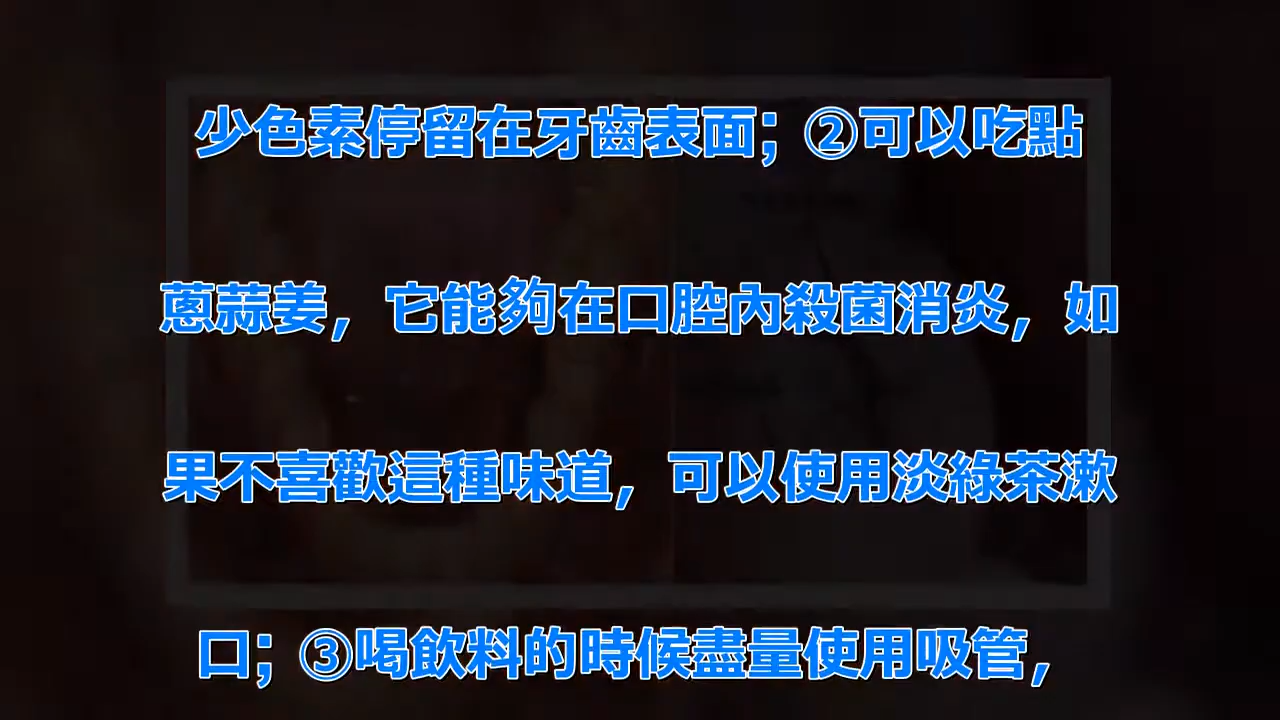 少色素停留在牙齒表面；②可以吃點
蔥蒜姜，它能夠在口腔內殺菌消炎，如
果不喜歡這種味道，可以使用淡綠茶漱
口；③喝飲料的時候盡量使用吸管，